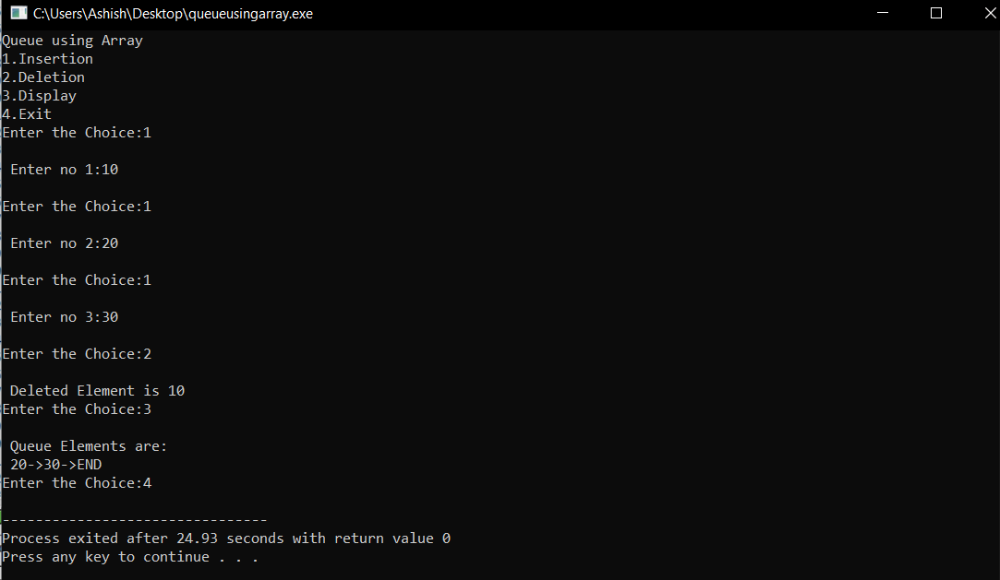 C:\Users\Ashish\Desktop\queueusingarray.exe
Queue using Array
1.Insertion
2.Deletion
3.Display
4.Exit
Enter the Choice:1
Enter no 1:10
Enter the Choice:1
Enter no 2:20
Enter the Choice:1
Enter no 3:30
Enter the Choice:2
Deleted Element is 10
Enter the Choice:3
Queue Elements are:
20->30->END
Enter the Choice:4
--------------------------------
Process exited after 24.93 seconds with return value 0
Press any key to continue . . .